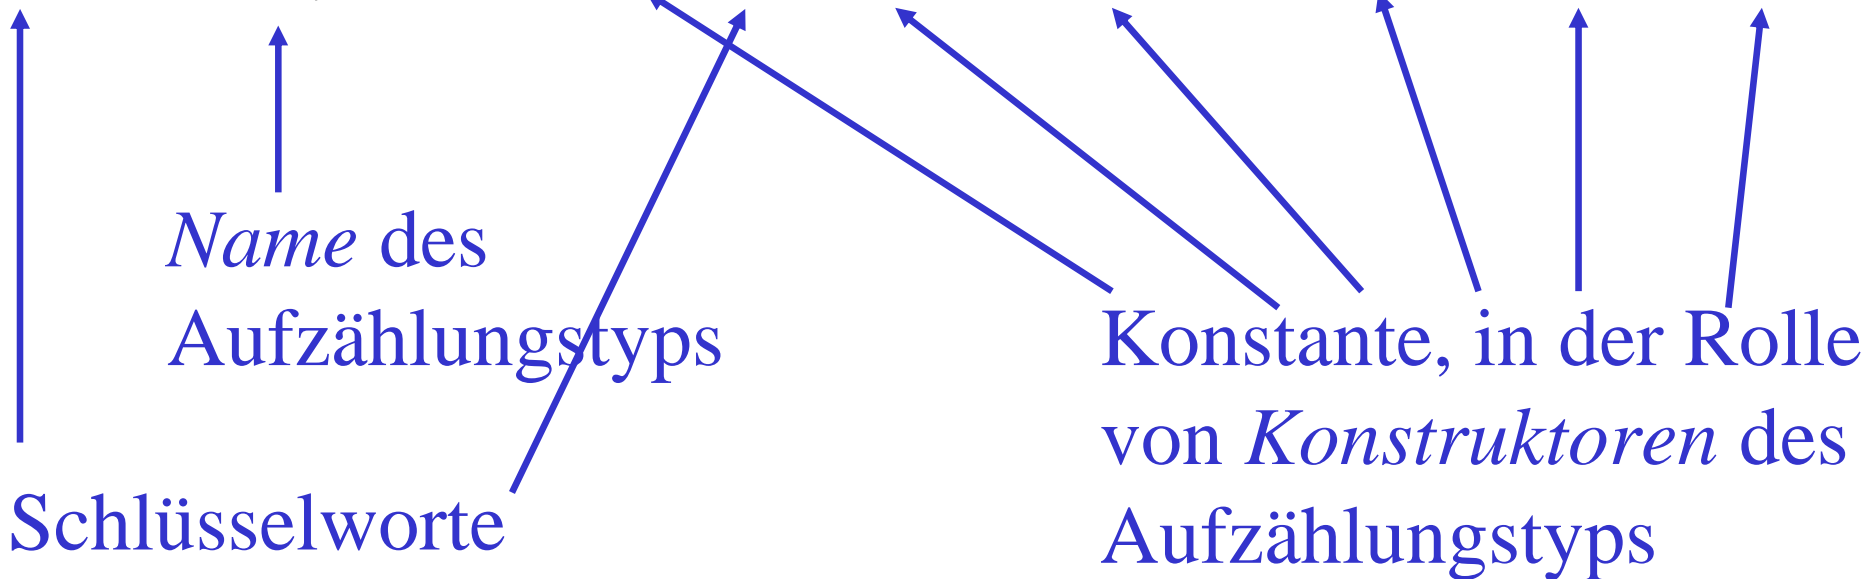 Name des
Aufzählungstyps
Schlüsselworte
Konstante, in der Rolle
von Konstruktoren des
Aufzählungstyps